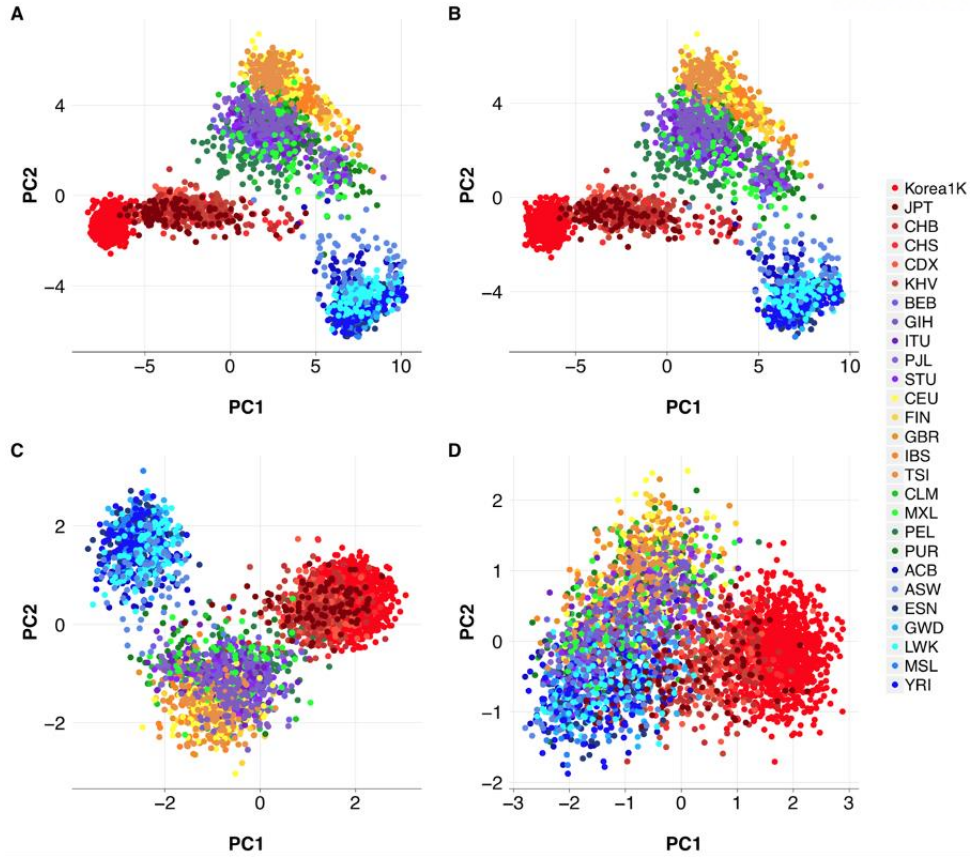 A
PC2
4
0
−4
−5
0
5
10
PC1
B
PC2
4
0
−4
−5
0
5
10
PC1
C
PC2
2
0
−2
−2
0
2
PC1
D
PC2
2
1
0
−1
−2
−3
−2
−1
0
1
2
3
PC1
Korea1K
JPT
CHB
CHS
CDX
KHV
BEB
GIH
ITU
PJL
STU
CEU
FIN
GBR
IBS
TSI
CLM
MXL
PEL
PUR
ACB
ASW
ESN
GWD
LWK
MSL
YRI